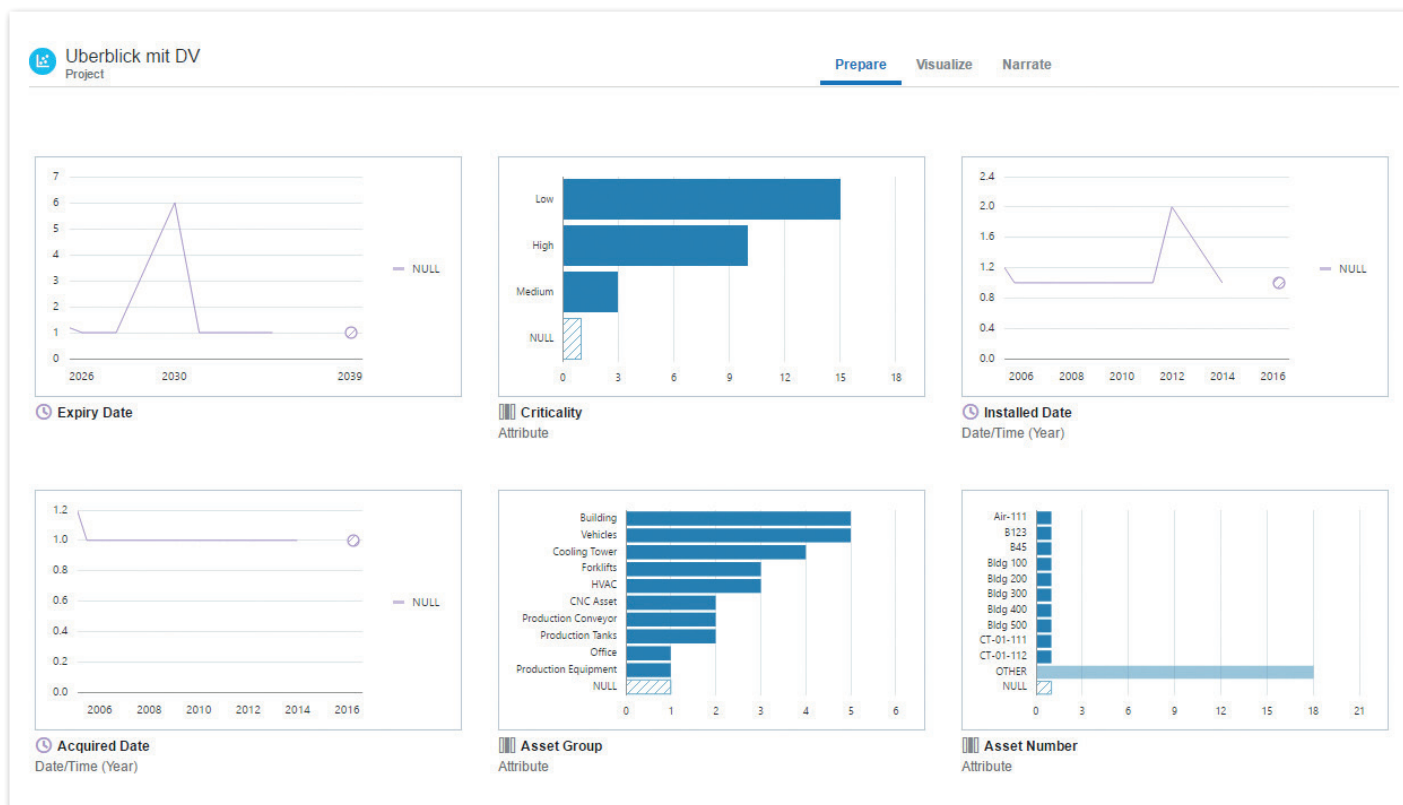 Uberblick mit DV
Project
Prepare Visualize Narrate
7
6
5
4
3
2
1
0
2026 2030 2039
NULL
Expiry Date
Low
High
Medium
NULL
0 3 6 9 12 15 18
Criticality
Attribute
2.4
2.0
1.6
1.2
0.8
0.4
0.0
2006 2008 2010 2012 2014 2016
NULL
Installed Date
Date/Time (Year)
1.2
1.0
0.8
0.6
0.4
0.2
0.0
2006 2008 2010 2012 2014 2016
NULL
Acquired Date
Date/Time (Year)
Building
Vehicles
Cooling Tower
Forklifts
HVAC
CNC Asset
Production Conveyor
Production Tanks
Office
Production Equipment
NULL
0 1 2 3 4 5 6
Asset Group
Attribute
Air-111
B123
B45
Bldg 100
Bldg 200
Bldg 300
Bldg 400
Bldg 500
CT-01-111
CT-01-112
OTHER
NULL
0 3 6 9 12 15 18 21
Asset Number
Attribute